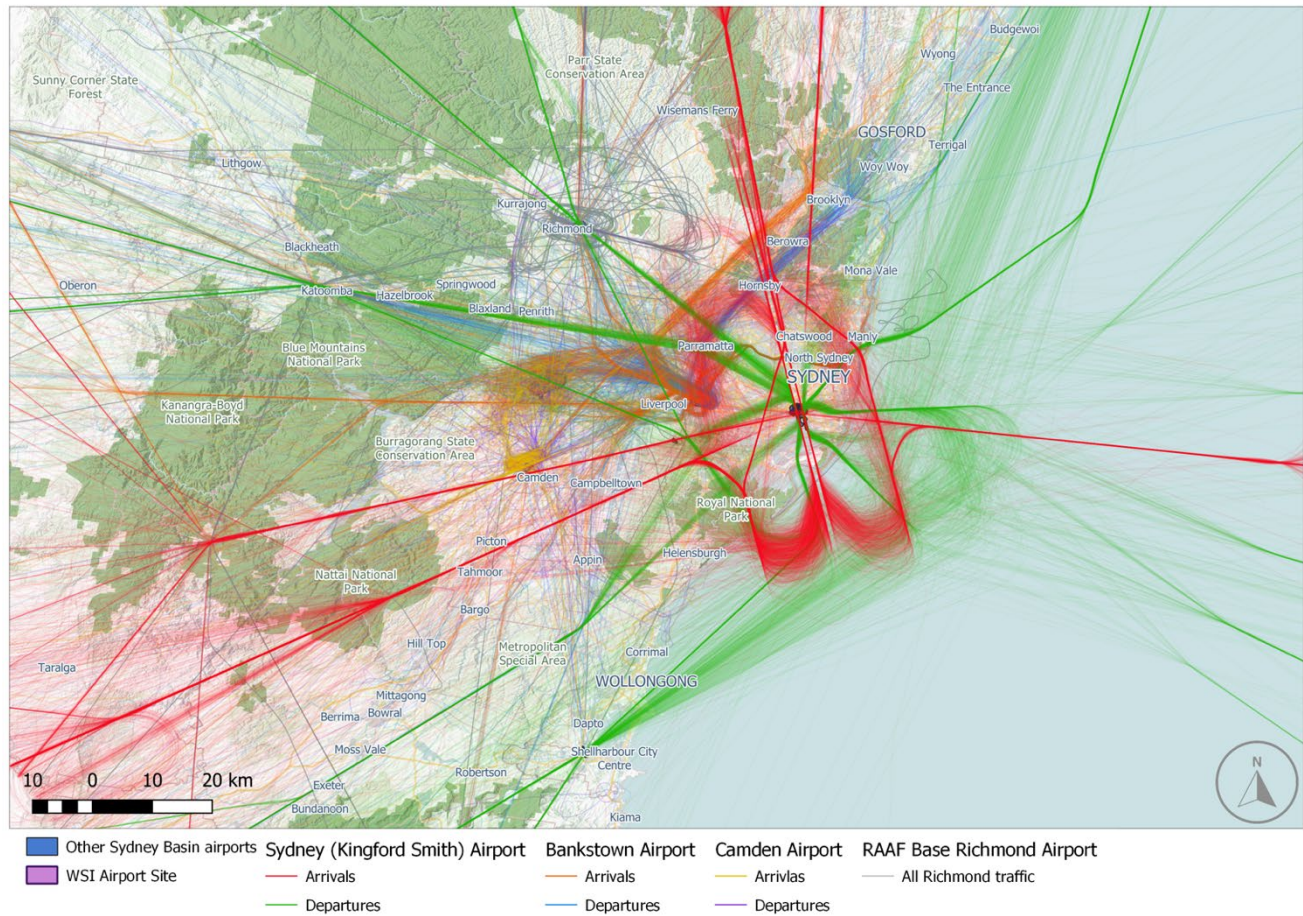 Budgewoi
Wyong
Parr State
Conservation Area
Sunny Corner State
Forest
The Entrance
Wisemans Ferry
GOSFORD
Terrigal
Lithgow
Woy Woy
Kurrajong
Brooklyn
Richmond
Berowra
Blackheath
Mona Vale
Oberon
Springwood
Hornsby
Katoomba
Hazelbrook
Blaxland
Penrith
Chatswood
Manly
Blue Mountains
National Park
Parramatta
North Sydney
SYDNEY
Kanangra-Boyd
National Park
Liverpool
Burragorang State
Conservation Area
Camden
Campbelltown
Royal National
Park
Picton
Helensburgh
Appin
Nattai National
Park
Tahmoor
Bargo
Hill Top
Metropolitan
Special Area
Corrimal
Taralga
WOLLONGONG
Mittagong
Berrima
Bowral
Dapto
Moss Vale
Shellharbour City
Centre
N
10 0 10 20 km
Robertson
Exeter
Bundanoon
Kiama
Other Sydney Basin airports
WSI Airport Site
Sydney (Kingford Smith) Airport
Arrivals
Departures
Bankstown Airport
Arrivals
Departures
Camden Airport
Arrivlas
Departures
RAAF Base Richmond Airport
All Richmond traffic